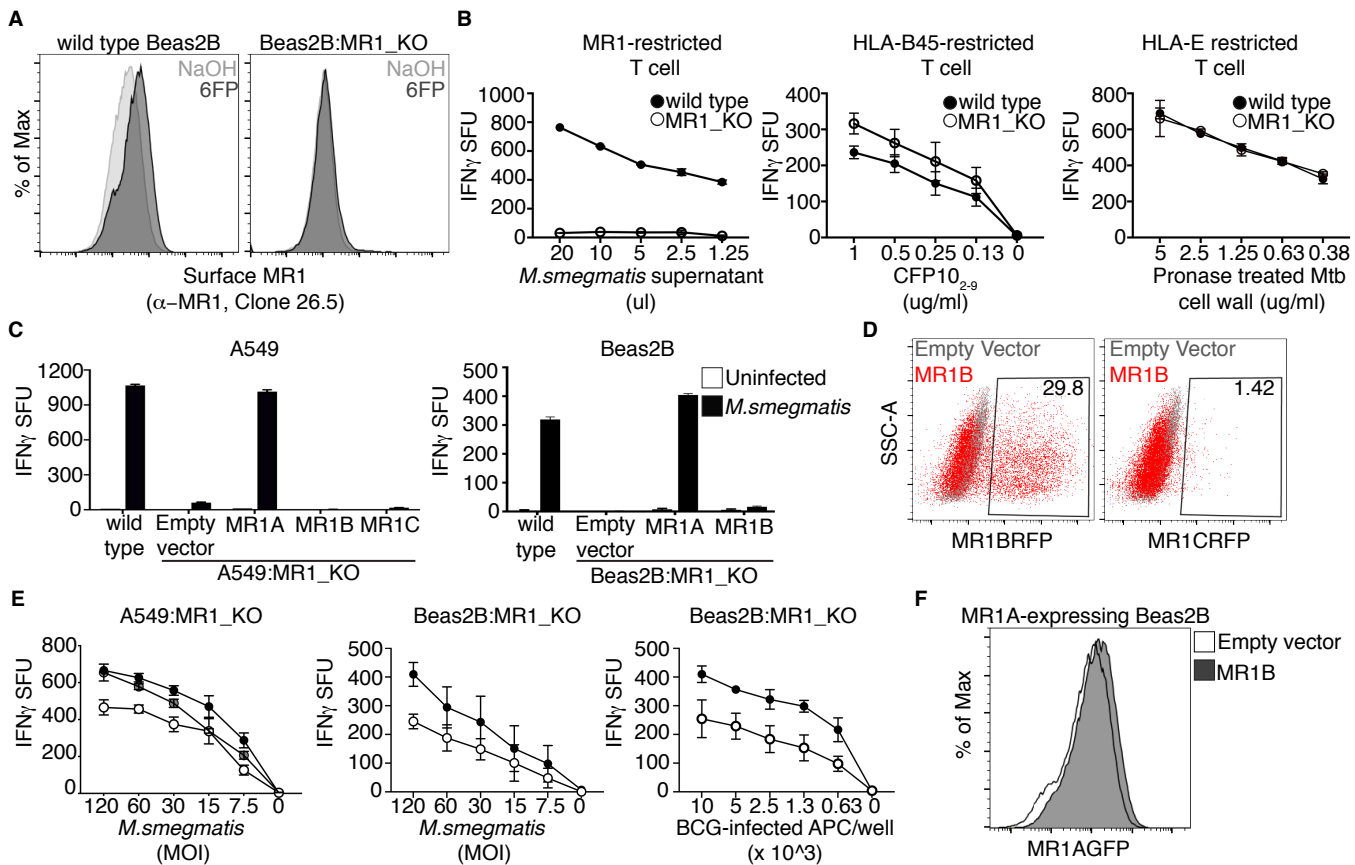 A
wild type Beas2B
Beas2B:MR1_KO
NaOH
6FP
NaOH
6FP
% of Max
Surface MR1
(α-MR1, Clone 26.5)
B
MR1-restricted
T cell
wild type
MR1_KO
IFNγ SFU
1000
800
600
400
200
0
20 10 5 2.5 1.25
M.smegmatis supernatant
(ul)
HLA-B45-restricted
T cell
wild type
MR1_KO
IFNγ SFU
400
300
200
100
0
1 0.5 0.25 0.13 0
CFP10₂₋₉
(ug/ml)
HLA-E restricted
T cell
wild type
MR1_KO
IFNγ SFU
800
600
400
200
0
5 2.5 1.25 0.63 0.38
Pronase treated Mtb
cell wall (ug/ml)
C
A549
IFNγ SFU
1200
900
600
300
0
wild
type
Empty
vector
MR1A
MR1B
MR1C
A549:MR1_KO
Beas2B
Uninfected
M.smegmatis
IFNγ SFU
500
400
300
200
100
0
wild
type
Empty
vector
MR1A
MR1B
Beas2B:MR1_KO
D
Empty Vector
MR1B
29.8
SSC-A
MR1BRFP
Empty Vector
MR1B
1.42
MR1CRFP
E
A549:MR1_KO
IFNγ SFU
800
600
400
200
0
120 60 30 15 7.5 0
M.smegmatis
(MOI)
Beas2B:MR1_KO
IFNγ SFU
500
400
300
200
100
0
120 60 30 15 7.5 0
M.smegmatis
(MOI)
Beas2B:MR1_KO
IFNγ SFU
500
400
300
200
100
0
10 5 2.5 1.3 0.63 0
BCG-infected APC/well
(x 10^3)
F
MR1A-expressing Beas2B
Empty vector
MR1B
% of Max
MR1AGFP